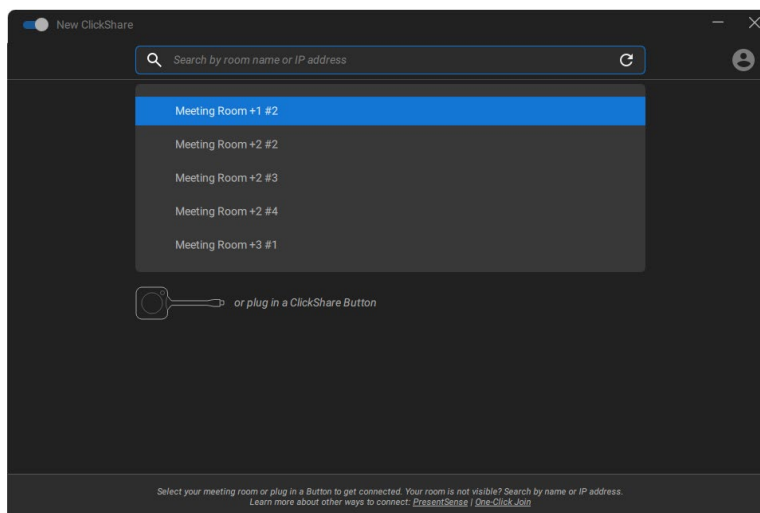 New ClickShare
Search by room name or IP address
Meeting Room +1 #2
Meeting Room +2 #2
Meeting Room +2 #3
Meeting Room +2 #4
Meeting Room +3 #1
or plug in a ClickShare Button
Select your meeting room or plug in a Button to get connected. Your room is not visible? Search by name or IP address.
Learn more about other ways to connect: PresentSense | One-Click Join